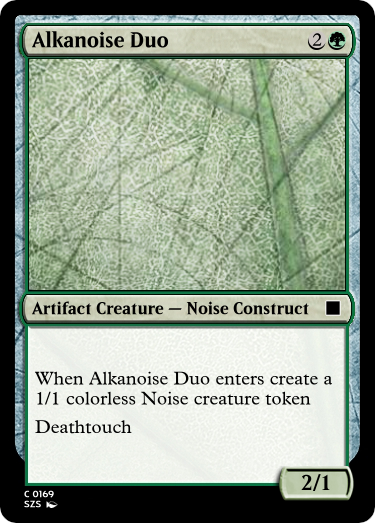 Alkanoise Duo 2
Artifact Creature — Noise Construct
When Alkanoise Duo enters create a
1/1 colorless Noise creature token
Deathtouch
2/1
C 0169
SZS